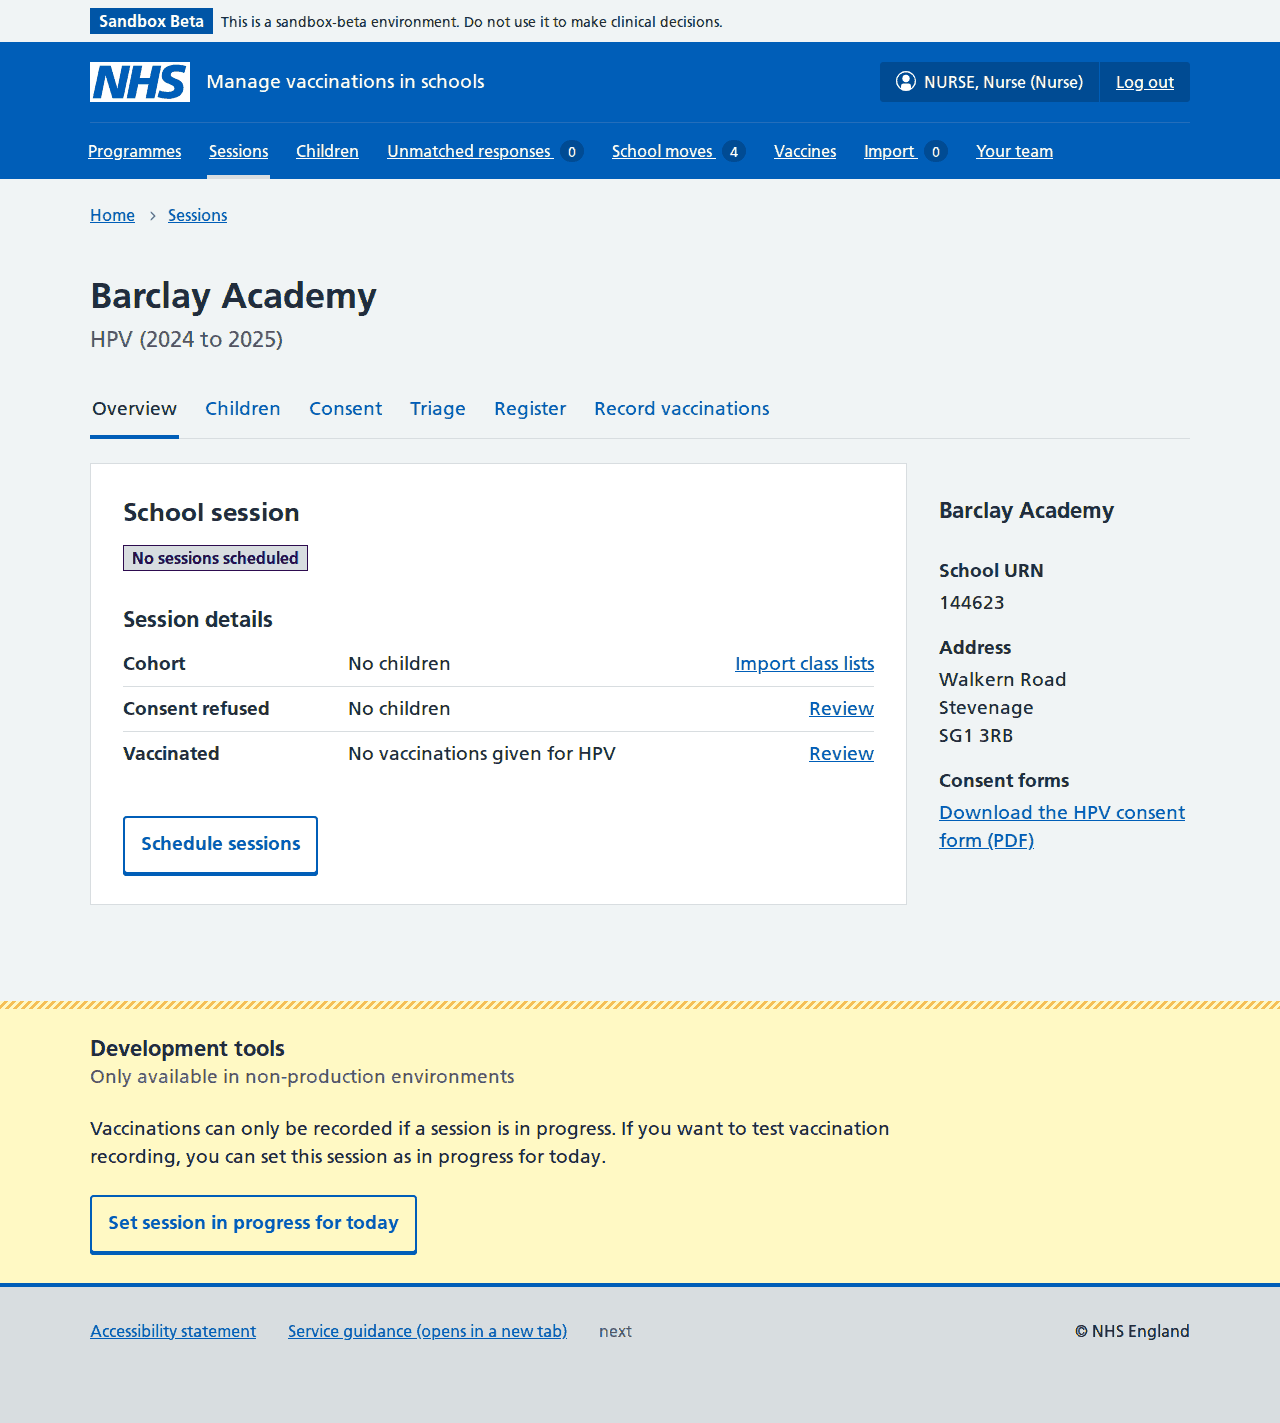 Sandbox Beta This is a sandbox-beta environment. Do not use it to make clinical decisions.
NHS Manage vaccinations in schools NURSE, Nurse (Nurse) Log out
Programmes Sessions Children Unmatched responses 0 School moves 4 Vaccines Import 0 Your team
Home Sessions
Barclay Academy
HPV (2024 to 2025)
Overview Children Consent Triage Register Record vaccinations
School session
No sessions scheduled
Session details
Cohort No children Import class lists
Consent refused No children Review
Vaccinated No vaccinations given for HPV Review
Schedule sessions
Barclay Academy
School URN
144623
Address
Walkern Road
Stevenage
SG1 3RB
Consent forms
Download the HPV consent
form (PDF)
Development tools
Only available in non-production environments
Vaccinations can only be recorded if a session is in progress. If you want to test vaccination
recording, you can set this session as in progress for today.
Set session in progress for today
Accessibility statement Service guidance (opens in a new tab) next © NHS England